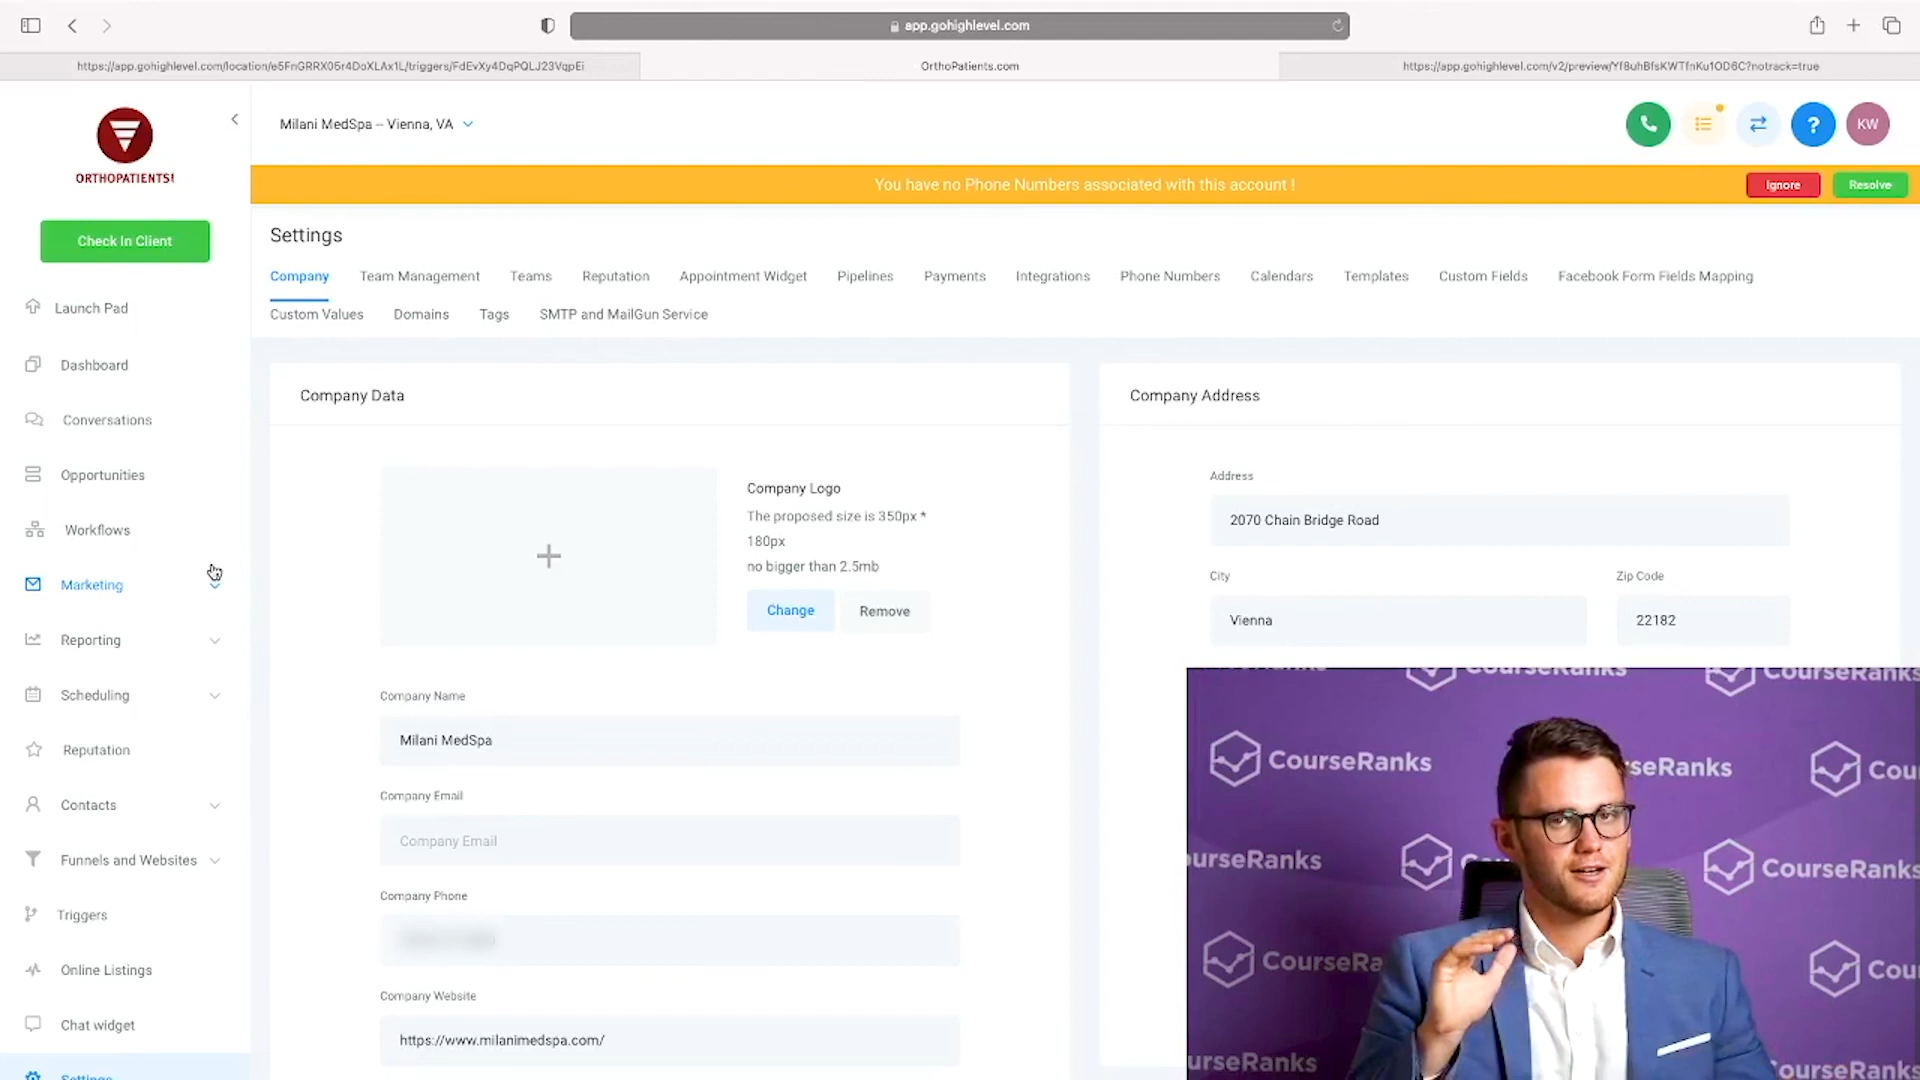 app.gohighlevel.com
https://app.gohighlevel.com/location/e5FnGRRX05r4DoXLAx1L/triggers/FdEvXy4DqPQLJ23VqpEi
OrthoPatients.com
https://app.gohighlevel.com/v2/preview/Yf8uhBfsKWTfnKu1OD6C?notrack=true
ORTHOPATIENTS!
Milani MedSpa -- Vienna, VA
?
KW
You have no Phone Numbers associated with this account !
Ignore
Resolve
Check In Client
Launch Pad
Dashboard
Conversations
Opportunities
Workflows
Marketing
Reporting
Scheduling
Reputation
Contacts
Funnels and Websites
Triggers
Online Listings
Chat widget
Settings
Settings
Company
Team Management
Teams
Reputation
Appointment Widget
Pipelines
Payments
Integrations
Phone Numbers
Calendars
Templates
Custom Fields
Facebook Form Fields Mapping
Custom Values
Domains
Tags
SMTP and MailGun Service
Company Data
Company Logo
The proposed size is 350px *
180px
no bigger than 2.5mb
Change
Remove
Company Name
Milani MedSpa
Company Email
Company Email
Company Phone
Company Website
https://www.milanimedspa.com/
Company Address
Address
2070 Chain Bridge Road
City
Vienna
Zip Code
22182
CourseRanks
CourseRanks
CourseRanks
seRanks
Cou
urseRanks
C
CourseRanks
CourseRa
Cou
urseRanks
ourseRanks